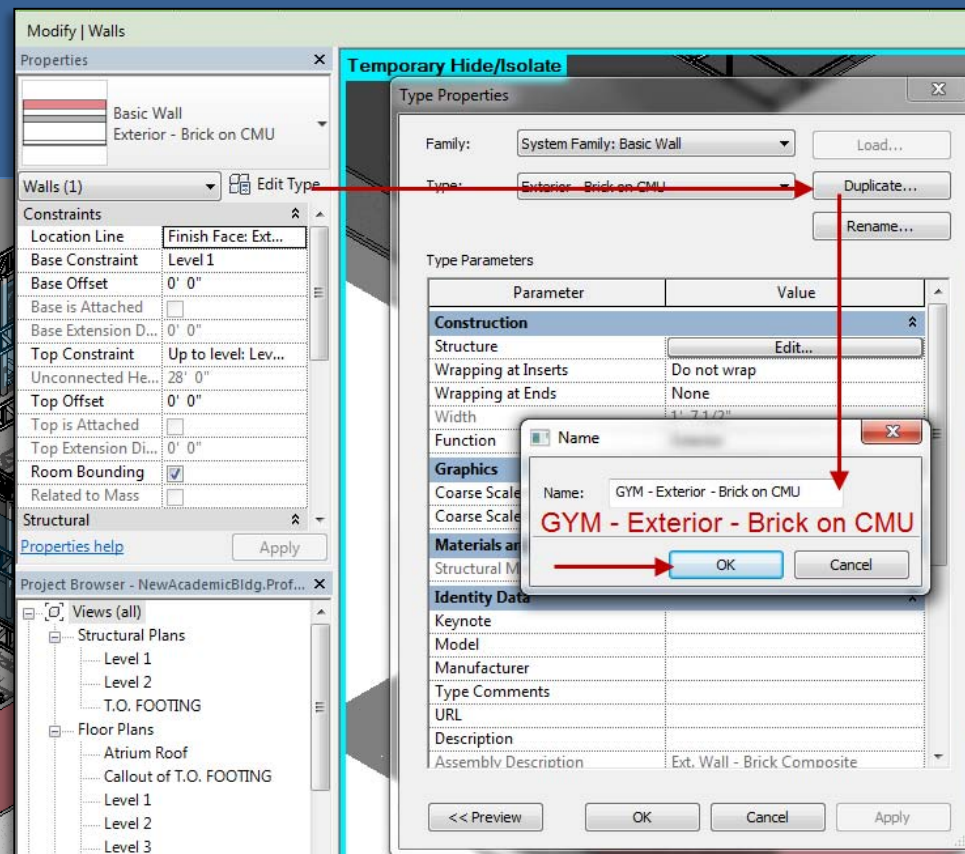 Modify | Walls
Properties
Basic Wall
Exterior - Brick on CMU
Walls (1)
Edit Type
Constraints
Location Line Finish Face: Ext...
Base Constraint Level 1
Base Offset 0' 0"
Base is Attached
Base Extension D... 0' 0"
Top Constraint Up to level: Lev...
Unconnected He... 28' 0"
Top Offset 0' 0"
Top is Attached
Top Extension Di... 0' 0"
Room Bounding
Related to Mass
Structural
Properties help
Apply
Project Browser - NewAcademicBldg.Prof...
Views (all)
Structural Plans
Level 1
Level 2
T.O. FOOTING
Floor Plans
Atrium Roof
Callout of T.O. FOOTING
Level 1
Level 2
Level 3
Temporary Hide/Isolate
Type Properties
Family: System Family: Basic Wall Load...
Type: Exterior - Brick on CMU Duplicate...
Rename...
Type Parameters
Parameter Value
Construction
Structure Edit...
Wrapping at Inserts Do not wrap
Wrapping at Ends None
Width 1' 7 1/2"
Function
Graphics
Coarse Scale
Coarse Scale
Materials an
Structural M
Identity Data
Keynote
Model
Manufacturer
Type Comments
URL
Description
Assembly Description Ext. Wall - Brick Composite
<< Preview OK Cancel Apply
Name
Name: GYM - Exterior - Brick on CMU
GYM - Exterior - Brick on CMU
OK Cancel